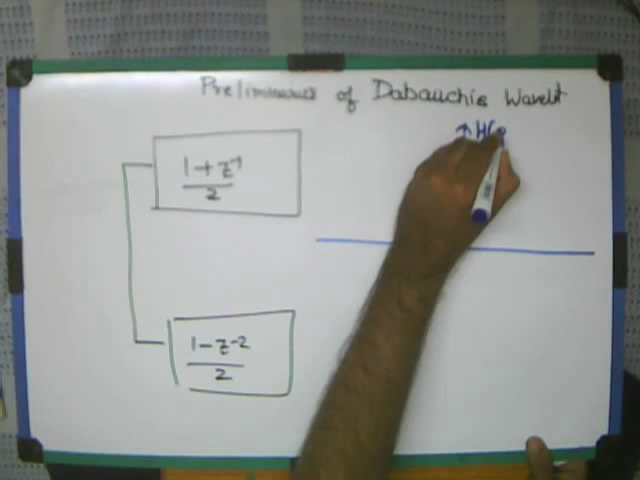 Preliminaries of Dabauchie Wavelet
↑ H(e
1 + z⁻¹
2
1 - z⁻²
2